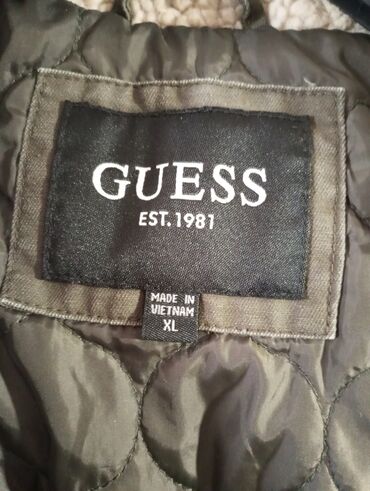 GUESS
EST. 1981
MADE IN
VIETNAM
XL